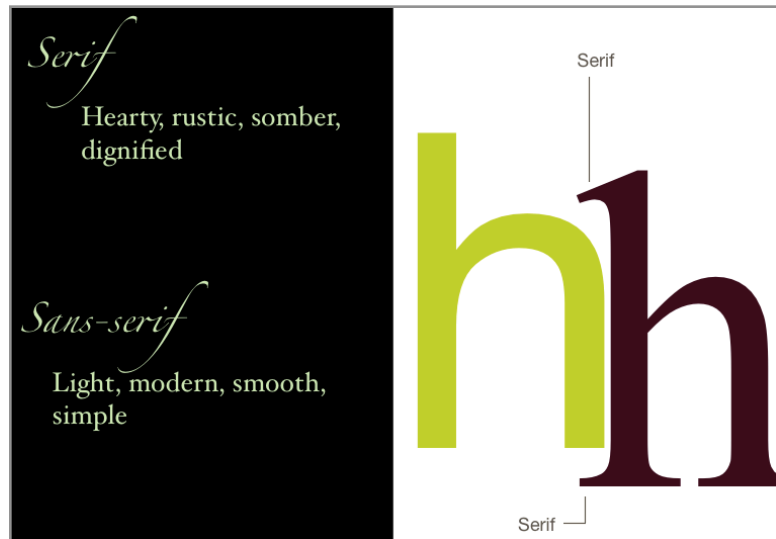 Serif
Hearty, rustic, somber,
dignified
Sans-serif
Light, modern, smooth,
simple
Serif
h h
Serif